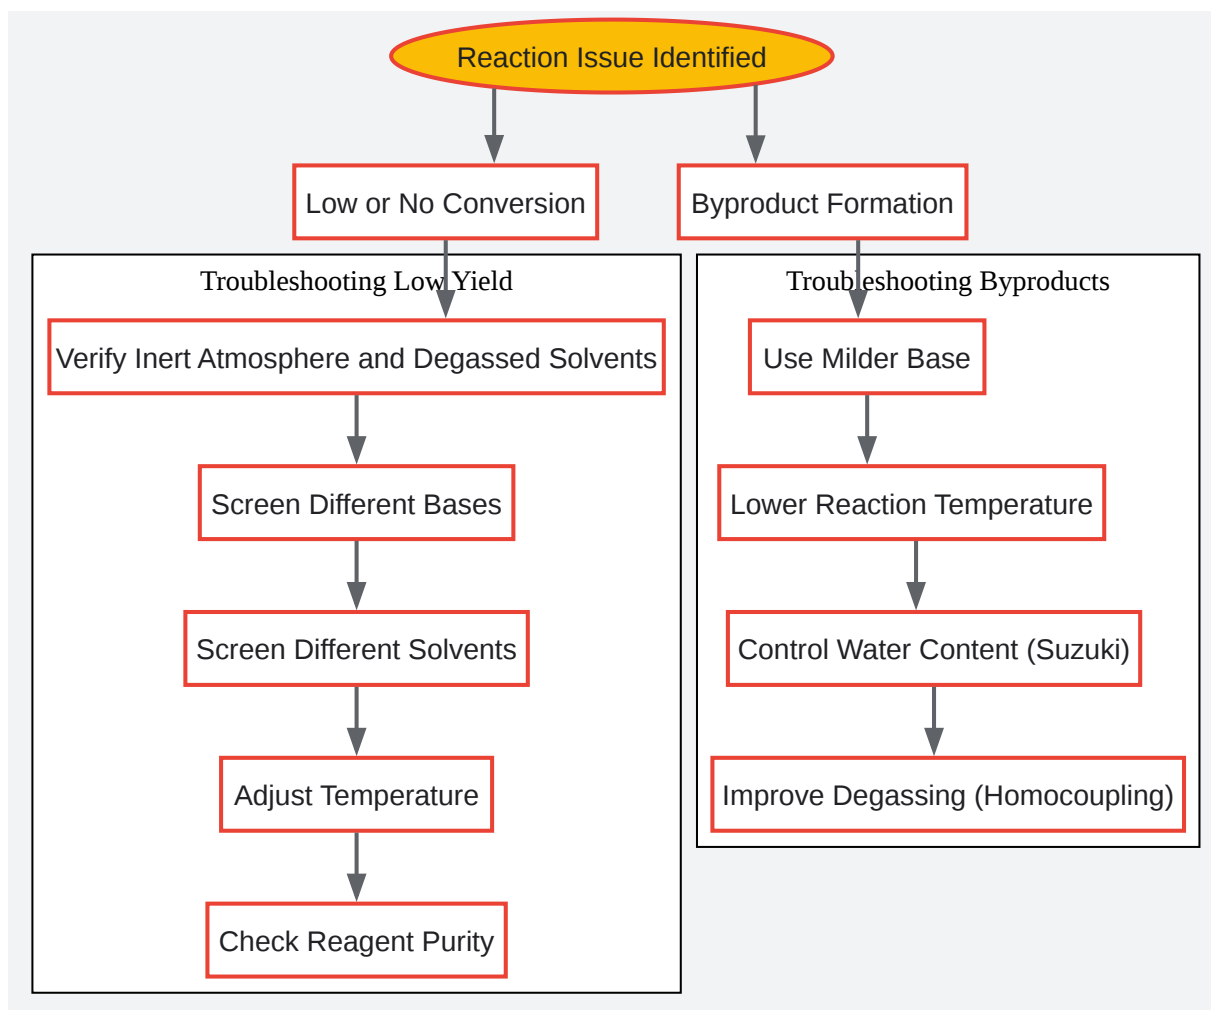 Reaction Issue Identified
Low or No Conversion
Byproduct Formation
Troubleshooting Low Yield
Verify Inert Atmosphere and Degassed Solvents
Screen Different Bases
Screen Different Solvents
Adjust Temperature
Check Reagent Purity
Troubleshooting Byproducts
Use Milder Base
Lower Reaction Temperature
Control Water Content (Suzuki)
Improve Degassing (Homocoupling)